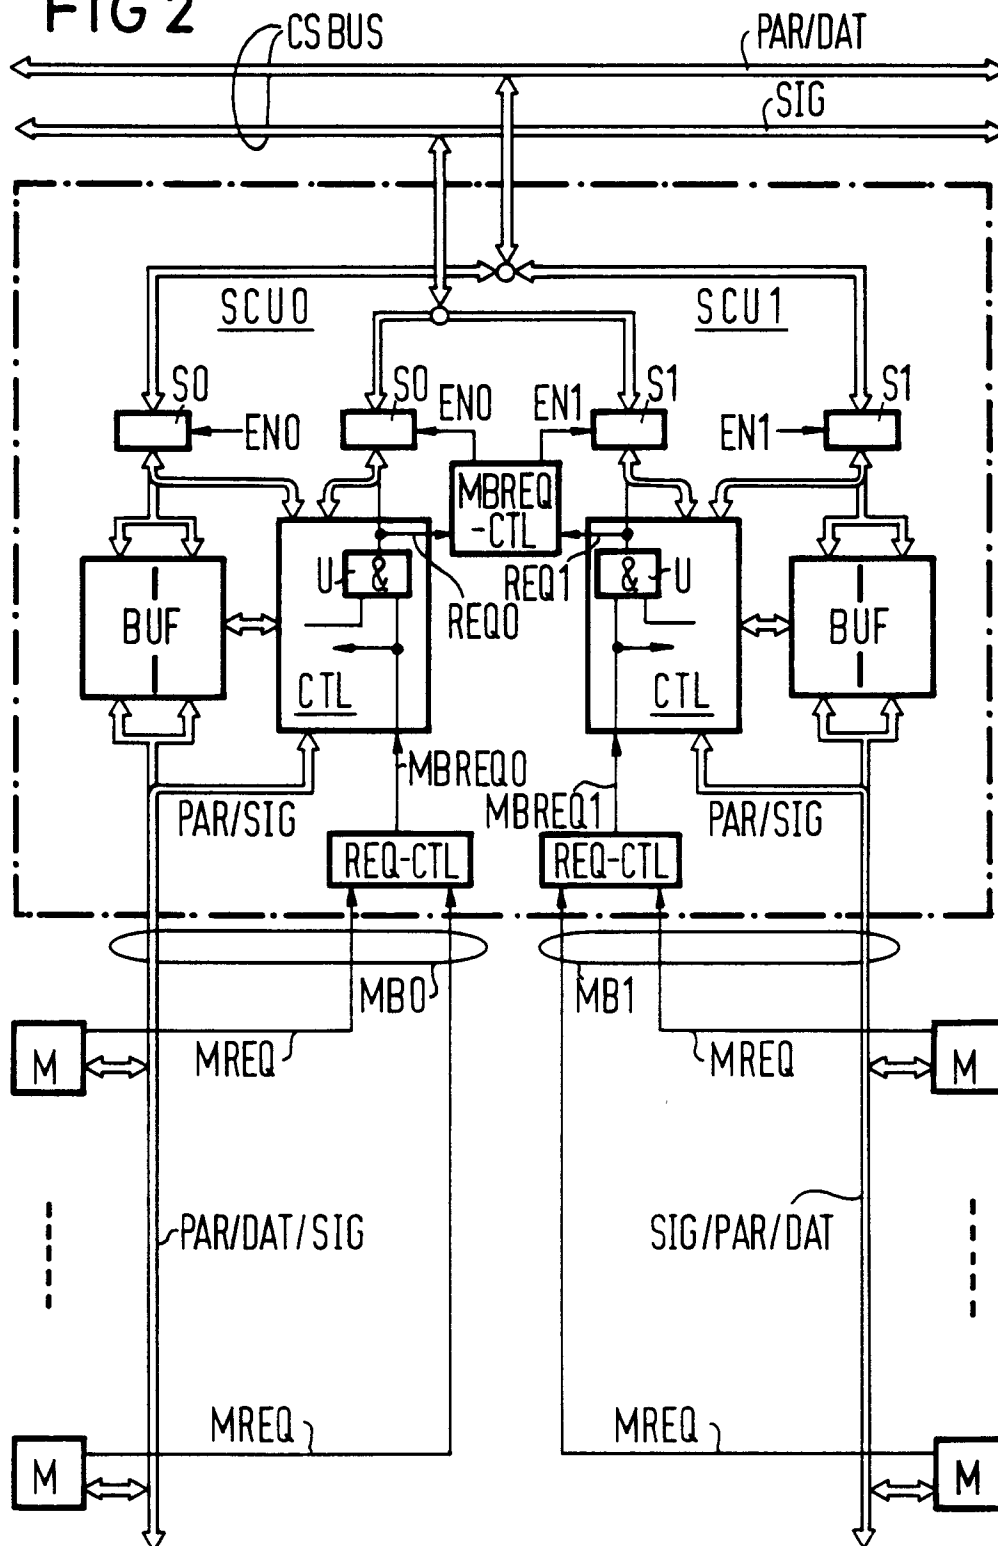 FIG 2
CSBUS
PAR/DAT
SIG
SCU0
SCU1
S0
S0
S1
S1
EN0
EN0
EN1
EN1
MBREQ
-CTL
U
&
REQ0
REQ1
&
U
BUF
BUF
CTL
CTL
MBREQ0
MBREQ1
PAR/SIG
PAR/SIG
REQ-CTL
REQ-CTL
MB0
MB1
M
MREQ
MREQ
M
PAR/DAT/SIG
SIG/PAR/DAT
MREQ
MREQ
M
M